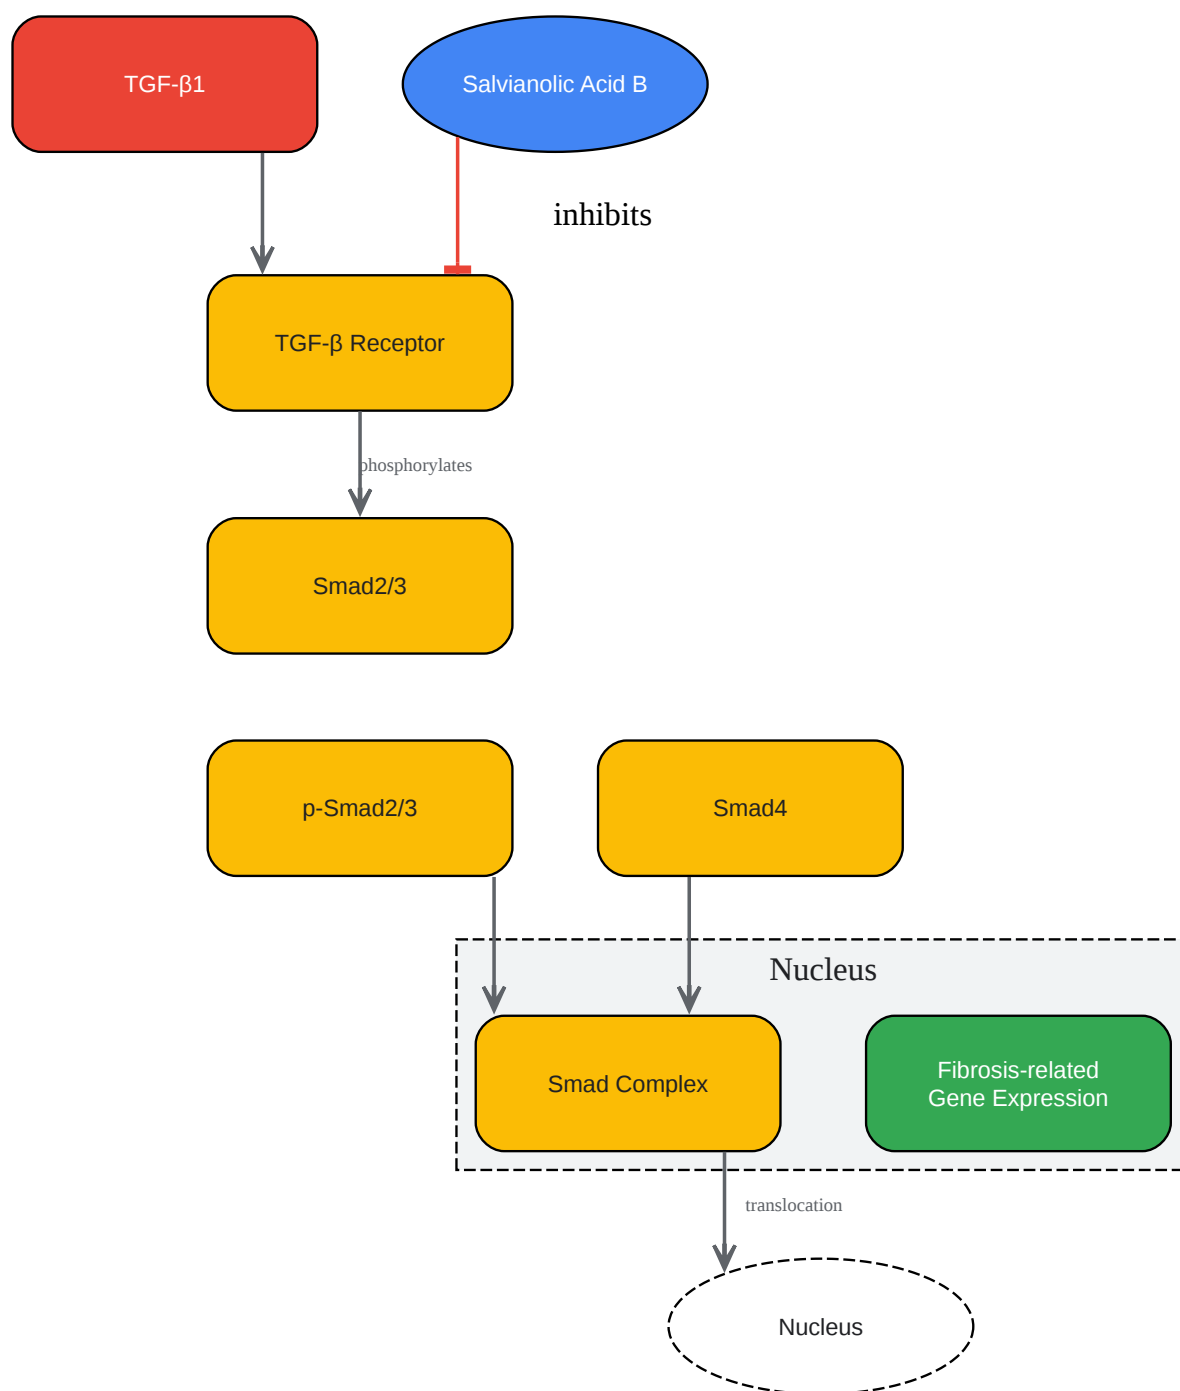 TGF-β1
Salvianolic Acid B
inhibits
TGF-β Receptor
phosphorylates
Smad2/3
p-Smad2/3
Smad4
Nucleus
Smad Complex
Fibrosis-related
Gene Expression
translocation
Nucleus